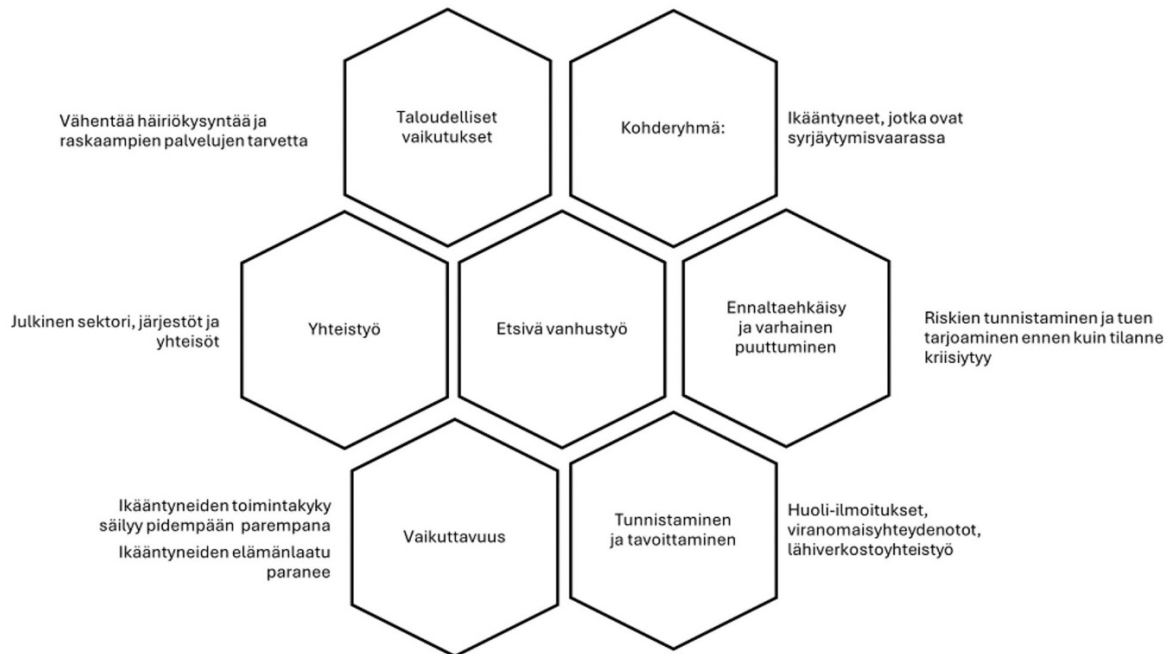 Vähentää häiriökysyntää ja
raskaampien palvelujen tarvetta
Taloudelliset
vaikutukset
Kohderyhmä:
Ikääntyneet, jotka ovat
syrjäytymisvaarassa
Julkinen sektori, järjestöt ja
yhteisöt
Yhteistyö
Etsivä vanhustyö
Ennaltaehkäisy
ja varhainen
puuttuminen
Riskien tunnistaminen ja tuen
tarjoaminen ennen kuin tilanne
kriisiytyy
Ikääntyneiden toimintakyky
säilyy pidempään parempana
Ikääntyneiden elämänlaatu
paranee
Vaikuttavuus
Tunnistaminen
ja tavoittaminen
Huoli-ilmoitukset,
viranomaisyhteydenotot,
lähiverkostoyhteistyö